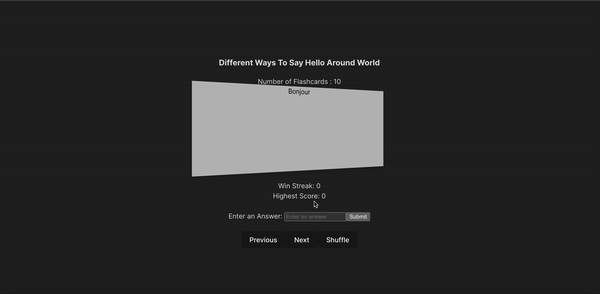 Different Ways To Say Hello Around World
Number of Flashcards : 10
Bonjour
Win Streak: 0
Highest Score: 0
Enter an Answer: Enter an answer Submit
Previous Next Shuffle